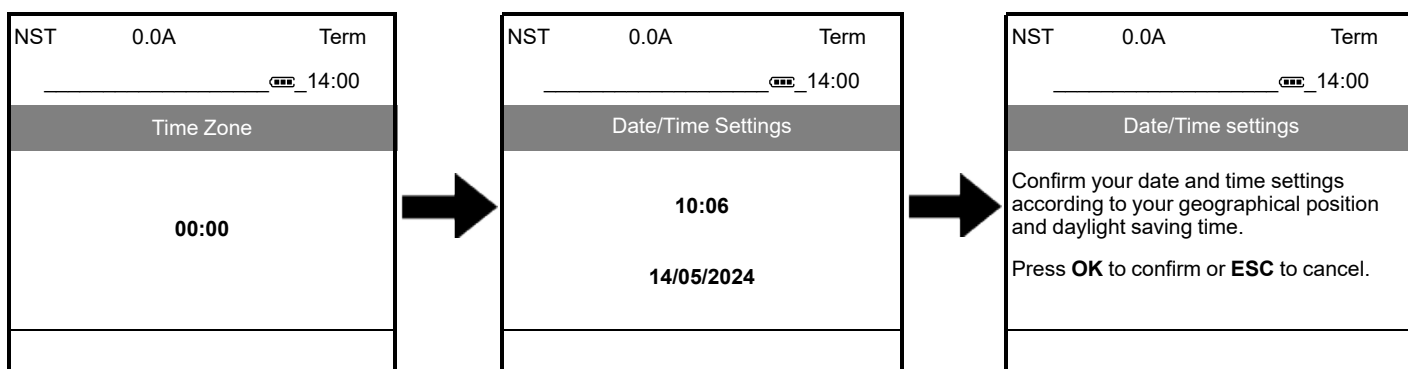 NST 0.0A Term
14:00
Time Zone
00:00
NST 0.0A Term
14:00
Date/Time Settings
10:06
14/05/2024
NST 0.0A Term
14:00
Date/Time settings
Confirm your date and time settings
according to your geographical position
and daylight saving time.
Press OK to confirm or ESC to cancel.